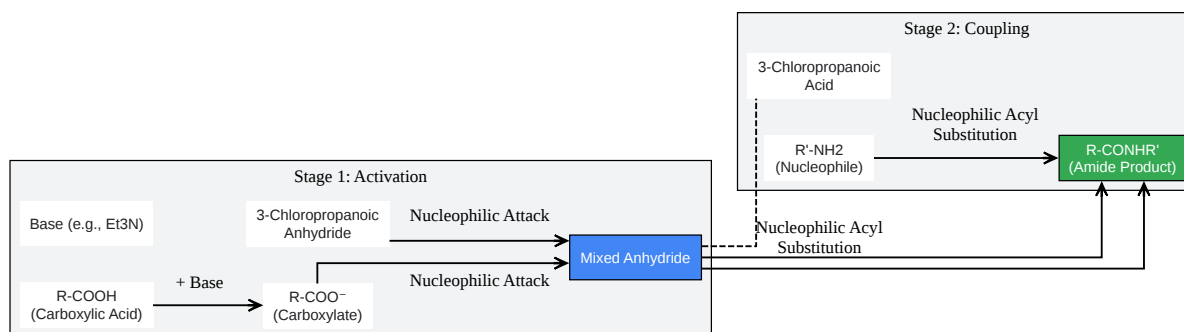 Stage 2: Coupling
3-Chloropropanoic
Acid
Nucleophilic Acyl
Substitution
R'-NH2
(Nucleophile)
R-CONHR'
(Amide Product)
Stage 1: Activation
Base (e.g., Et3N)
3-Chloropropanoic
Anhydride
Nucleophilic Attack
Mixed Anhydride
Nucleophilic Acyl
Substitution
Nucleophilic Attack
R-COOH
(Carboxylic Acid)
+ Base
R-COO⁻
(Carboxylate)